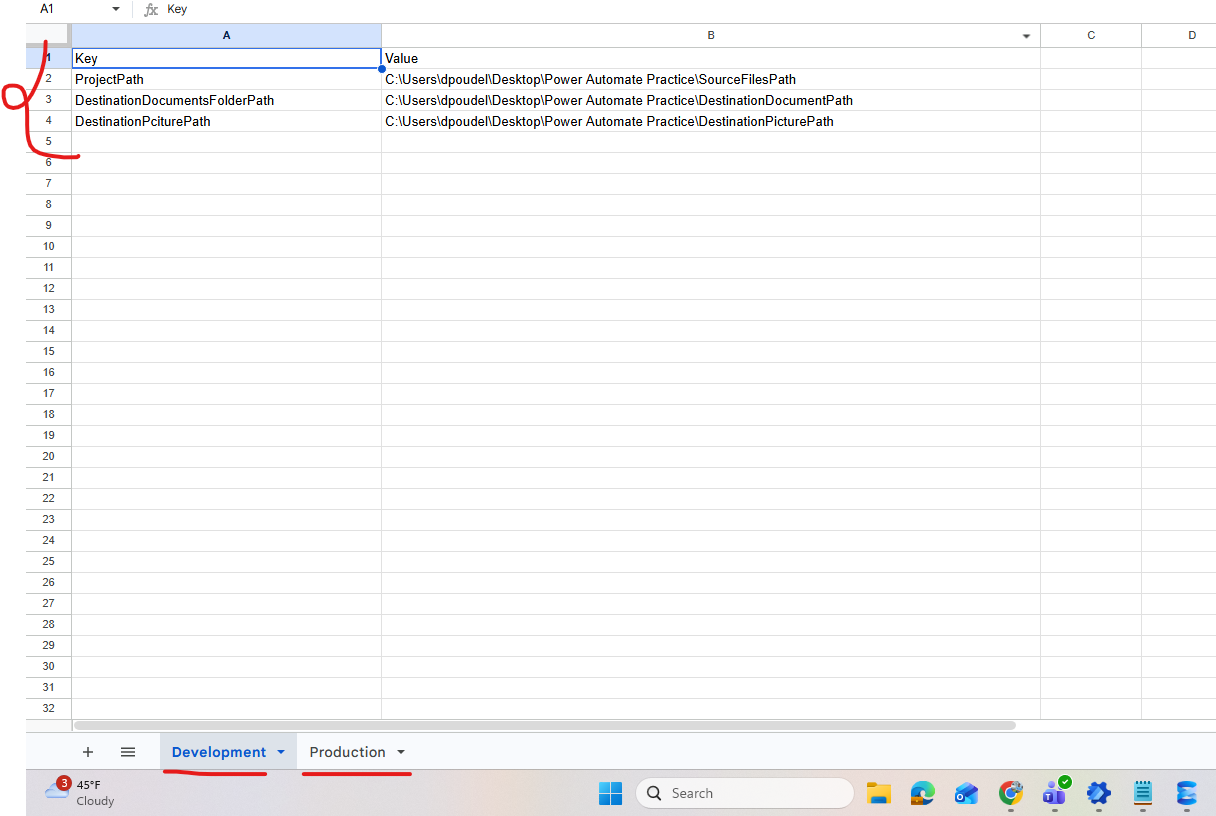 A1 fx Key
A B C D
1 Key Value
2 ProjectPath C:\Users\dpoudel\Desktop\Power Automate Practice\SourceFilesPath
3 DestinationDocumentsFolderPath C:\Users\dpoudel\Desktop\Power Automate Practice\DestinationDocumentPath
4 DestinationPciturePath C:\Users\dpoudel\Desktop\Power Automate Practice\DestinationPicturePath
5
6
7
8
9
10
11
12
13
14
15
16
17
18
19
20
21
22
23
24
25
26
27
28
29
30
31
32
+ Development Production
3 45°F
Cloudy
Search